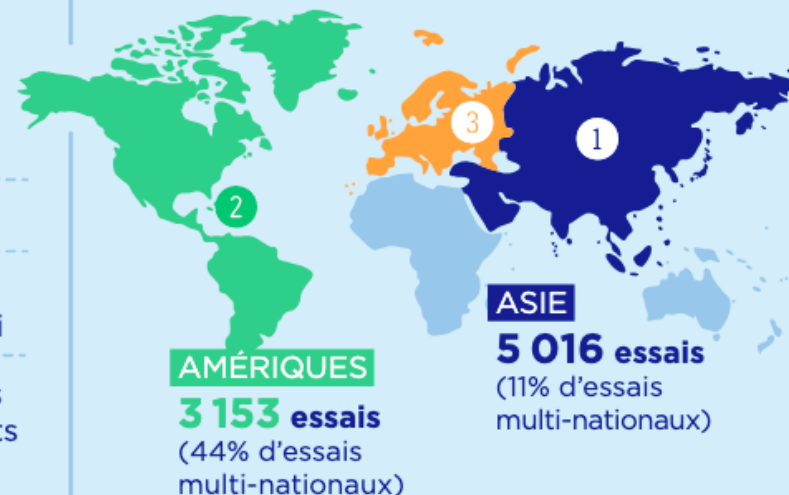 3
1
2
ASIE
5 016 essais
(11% d'essais
multi-nationaux)
AMÉRIQUES
3 153 essais
(44% d'essais
multi-nationaux)